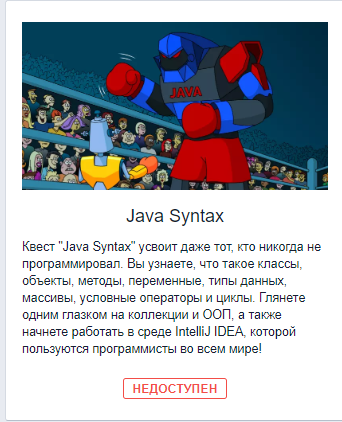 JAVA
Java Syntax
Квест "Java Syntax" усвоит даже тот, кто никогда не
программировал. Вы узнаете, что такое классы,
объекты, методы, переменные, типы данных,
массивы, условные операторы и циклы. Глянете
одним глазком на коллекции и ООП, а также
начнете работать в среде IntelliJ IDEA, которой
пользуются программисты во всем мире!
НЕДОСТУПЕН